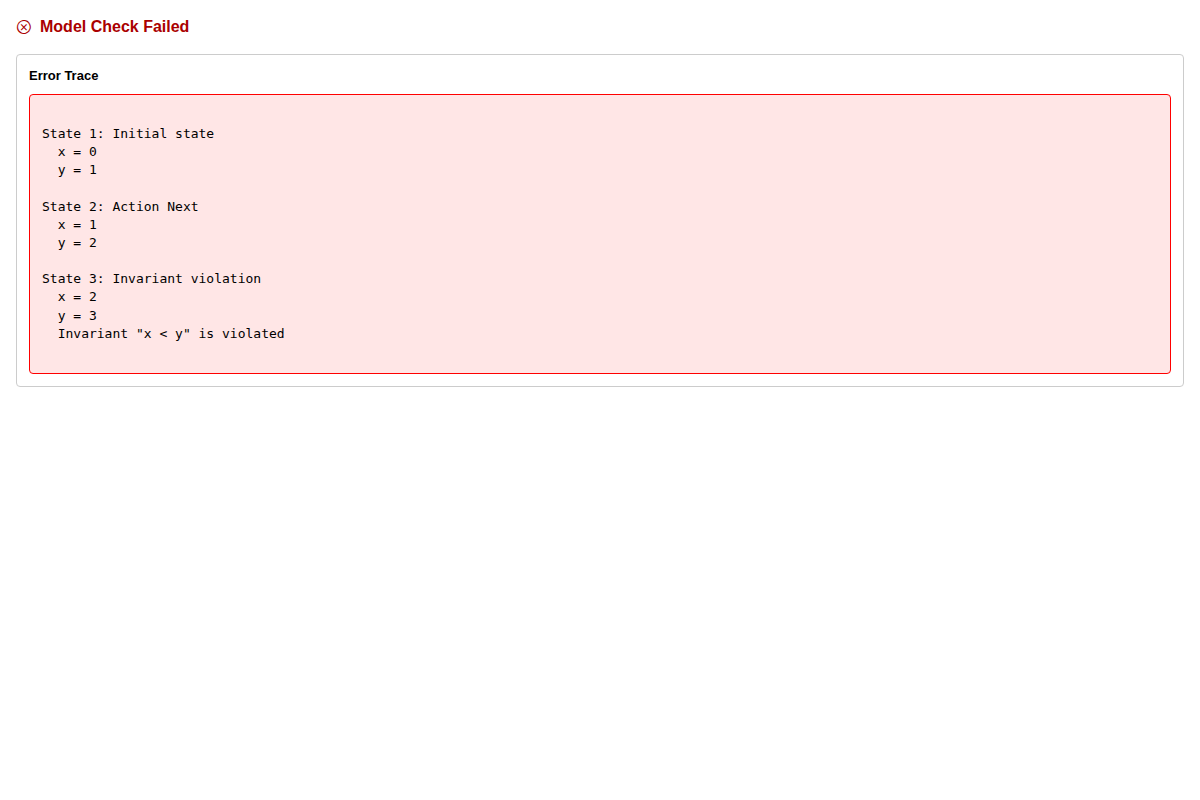 Model Check Failed
Error Trace
State 1: Initial state
  x = 0
  y = 1
State 2: Action Next
  x = 1
  y = 2
State 3: Invariant violation
  x = 2
  y = 3
  Invariant "x < y" is violated